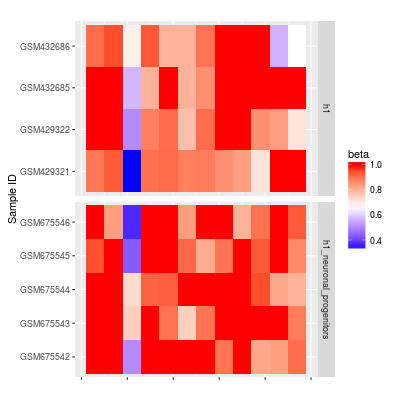 GSM432686
GSM432685
GSM429322
GSM429321
h1
GSM675546
GSM675545
GSM675544
GSM675543
GSM675542
h1_neuronal_progenitors
Sample ID
beta
1.0
0.8
0.6
0.4